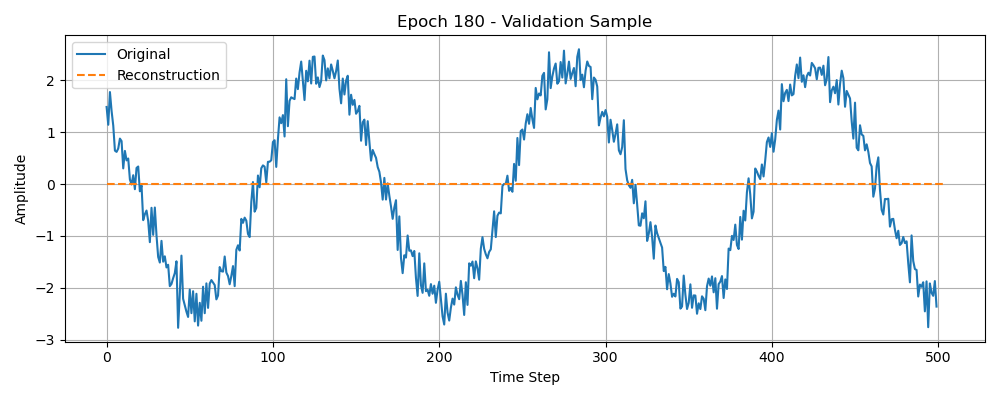 Epoch 180 - Validation Sample
Original
Reconstruction
Amplitude
2
1
0
−1
−2
−3
0 100 200 300 400 500
Time Step